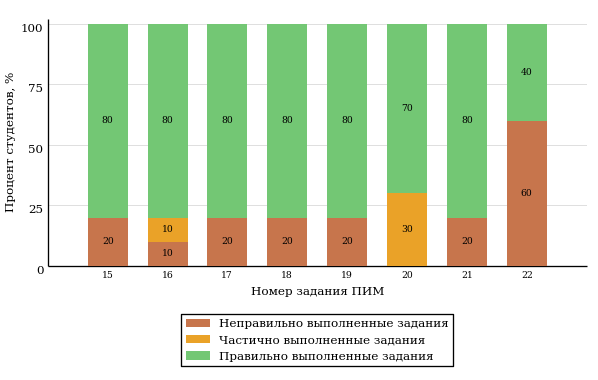 Процент студентов, %
100
75
50
25
0
80 80 80 80 80 70 80 40
20 10 10 20 20 20 30 20 60
15 16 17 18 19 20 21 22
Номер задания ПИМ
Неправильно выполненные задания
Частично выполненные задания
Правильно выполненные задания